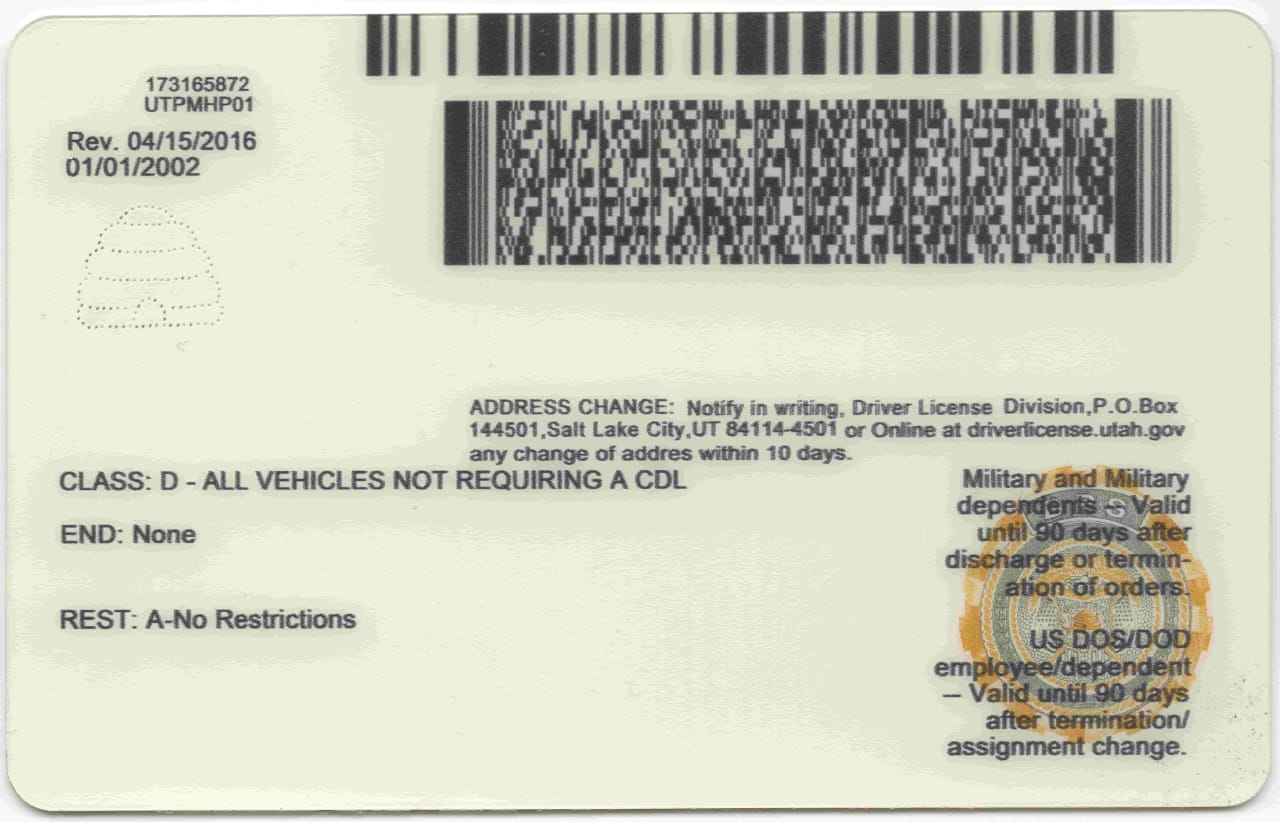 173165872
UTPMHP01
Rev. 04/15/2016
01/01/2002
ADDRESS CHANGE: Notify in writing, Driver License Division,P.O.Box
144501,Salt Lake City,UT 84114-4501 or Online at driverlicense.utah.gov
any change of addres within 10 days.
CLASS: D - ALL VEHICLES NOT REQUIRING A CDL
END: None
REST: A-No Restrictions
Military and Military
dependents – Valid
until 90 days after
discharge or termin-
ation of orders.
US DOS/DOD
employee/dependent
– Valid until 90 days
after termination/
assignment change.